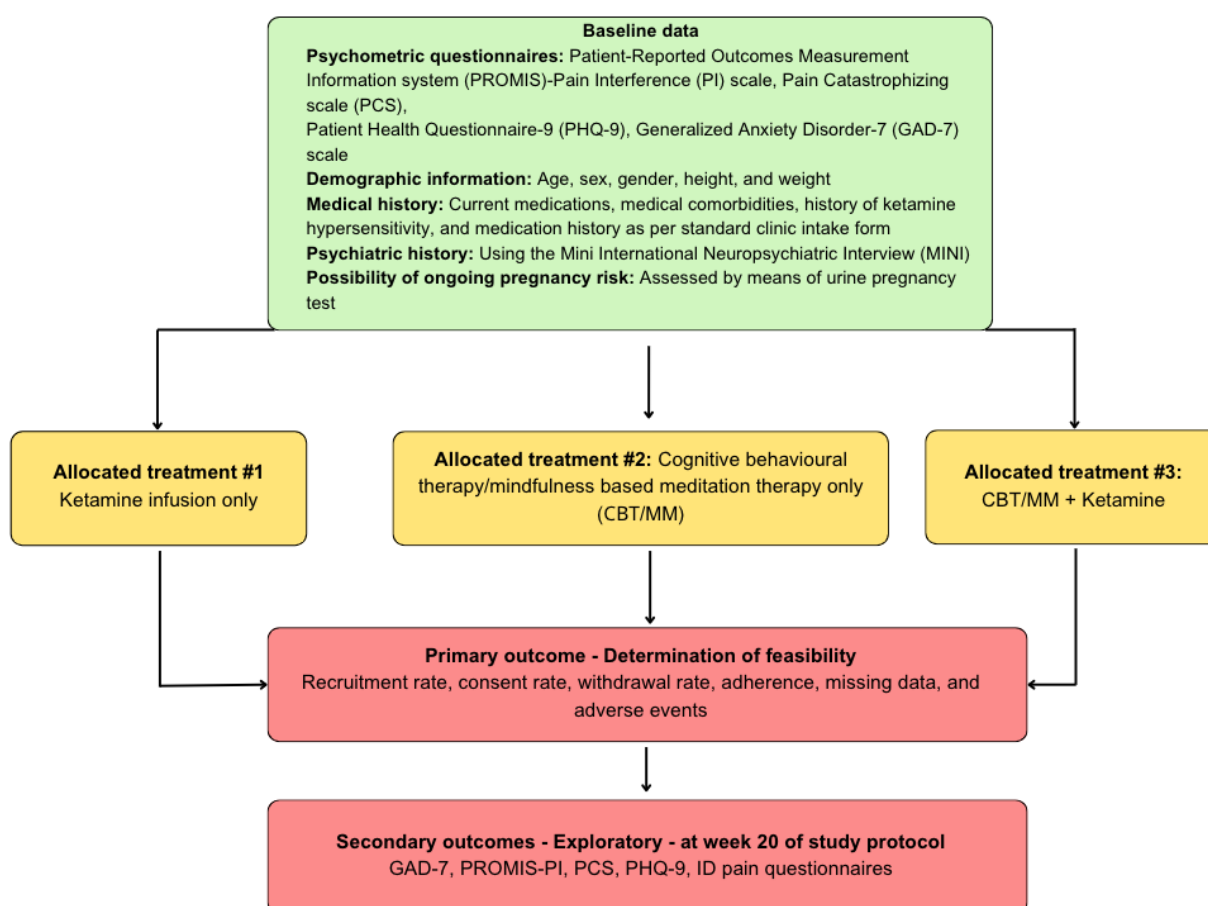 Baseline data
Psychometric questionnaires: Patient-Reported Outcomes Measurement
Information system (PROMIS)-Pain Interference (PI) scale, Pain Catastrophizing
scale (PCS),
Patient Health Questionnaire-9 (PHQ-9), Generalized Anxiety Disorder-7 (GAD-7)
scale
Demographic information: Age, sex, gender, height, and weight
Medical history: Current medications, medical comorbidities, history of ketamine
hypersensitivity, and medication history as per standard clinic intake form
Psychiatric history: Using the Mini International Neuropsychiatric Interview (MINI)
Possibility of ongoing pregnancy risk: Assessed by means of urine pregnancy
test
Allocated treatment #1
Ketamine infusion only
Allocated treatment #2: Cognitive behavioural
therapy/mindfulness based meditation therapy only
(CBT/MM)
Allocated treatment #3:
CBT/MM + Ketamine
Primary outcome - Determination of feasibility
Recruitment rate, consent rate, withdrawal rate, adherence, missing data, and
adverse events
Secondary outcomes - Exploratory - at week 20 of study protocol
GAD-7, PROMIS-PI, PCS, PHQ-9, ID pain questionnaires